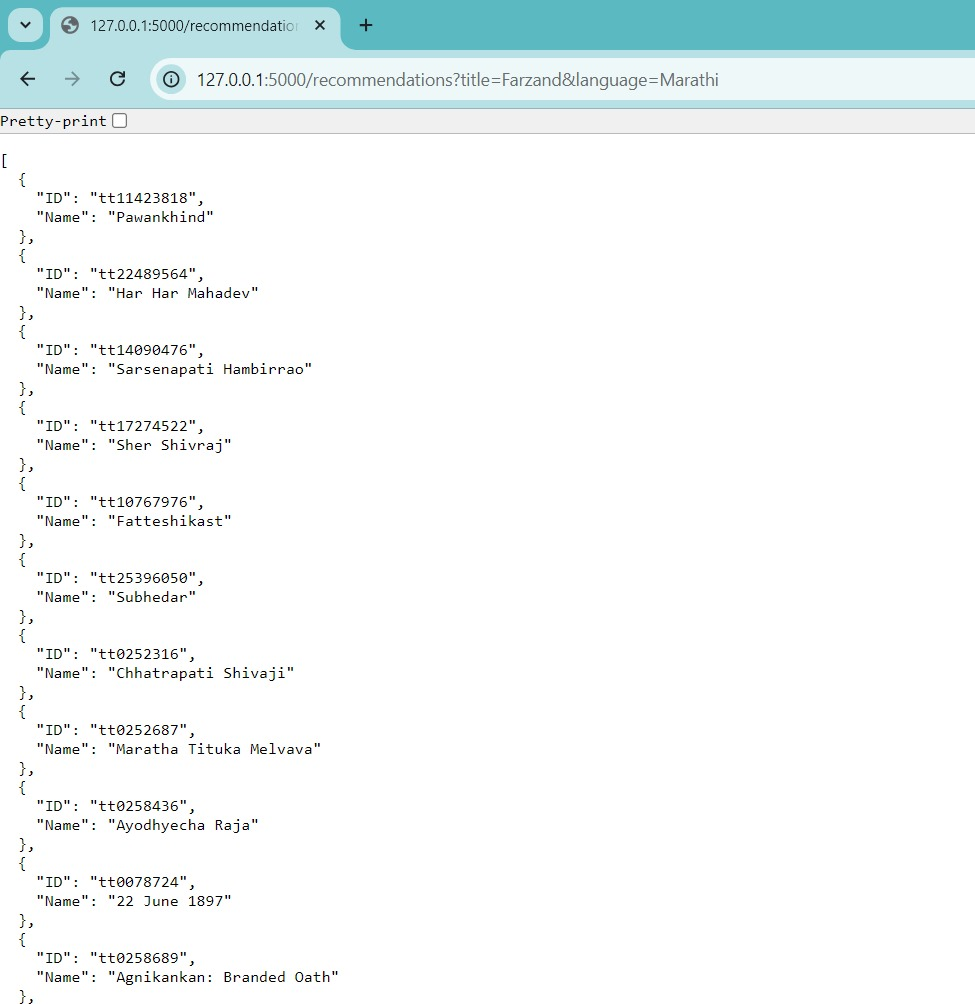 127.0.0.1:5000/recommendation
127.0.0.1:5000/recommendations?title=Farzand&language=Marathi
Pretty-print
[
{
"ID": "tt11423818",
"Name": "Pawankhind"
},
{
"ID": "tt22489564",
"Name": "Har Har Mahadev"
},
{
"ID": "tt14090476",
"Name": "Sarsenapati Hambirrao"
},
{
"ID": "tt17274522",
"Name": "Sher Shivraj"
},
{
"ID": "tt10767976",
"Name": "Fatteshikast"
},
{
"ID": "tt25396050",
"Name": "Subhedar"
},
{
"ID": "tt0252316",
"Name": "Chhatrapati Shivaji"
},
{
"ID": "tt0252687",
"Name": "Maratha Tituka Melvava"
},
{
"ID": "tt0258436",
"Name": "Ayodhyecha Raja"
},
{
"ID": "tt0078724",
"Name": "22 June 1897"
},
{
"ID": "tt0258689",
"Name": "Agnikankan: Branded Oath"
},